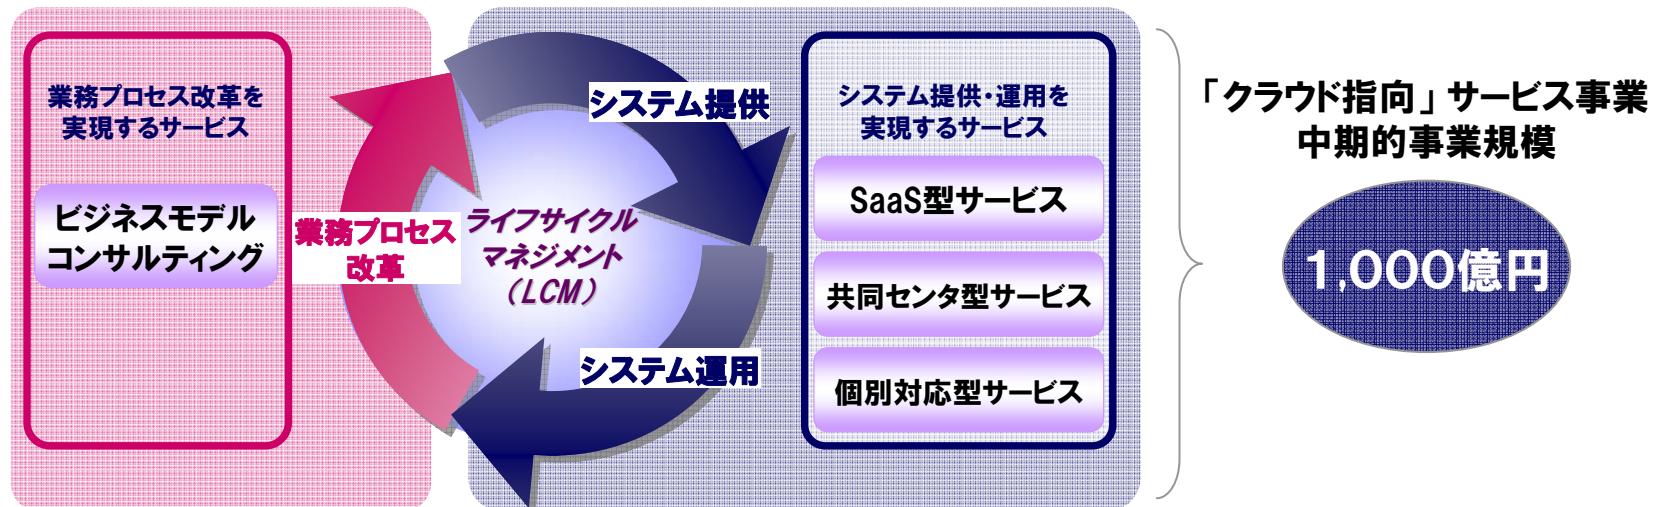 業務プロセス改革を
実現するサービス
ビジネスモデル
コンサルティング
業務プロセス
改革
システム提供
ライフサイクル
マネジメント
（LCM）
システム運用
システム提供・運用を
実現するサービス
SaaS型サービス
共同センタ型サービス
個別対応型サービス
「クラウド指向」サービス事業
中期的事業規模
1,000億円